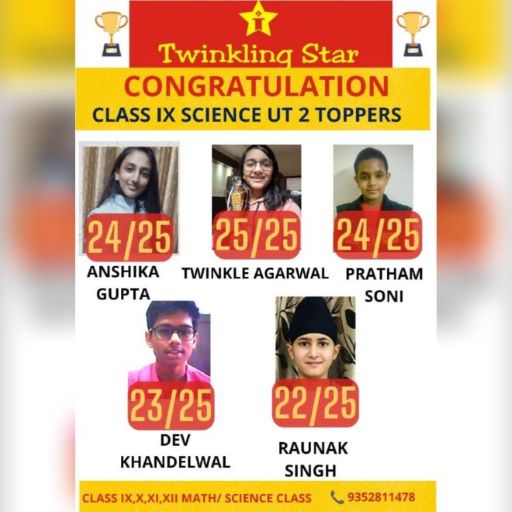 Twinkling Star
CONGRATULATION
CLASS IX SCIENCE UT 2 TOPPERS
24/25
25/25
24/25
ANSHIKA
GUPTA
TWINKLE AGARWAL
PRATHAM
SONI
23/25
22/25
DEV
KHANDELWAL
RAUNAK
SINGH
CLASS IX,X,XI,XII MATH/ SCIENCE CLASS 9352811478